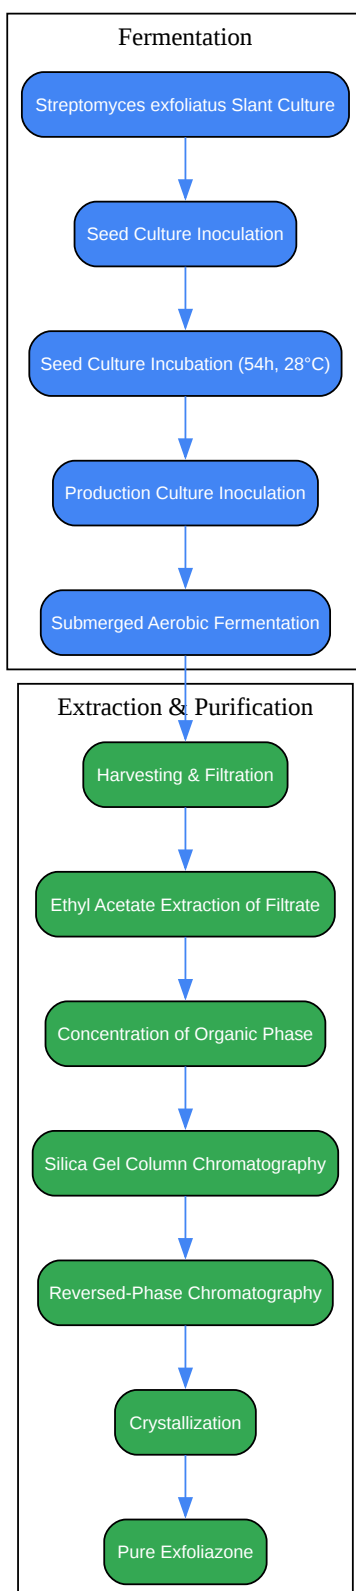 Fermentation
Streptomyces exfoliatus Slant Culture
Seed Culture Inoculation
Seed Culture Incubation (54h, 28°C)
Production Culture Inoculation
Submerged Aerobic Fermentation
Extraction & Purification
Harvesting & Filtration
Ethyl Acetate Extraction of Filtrate
Concentration of Organic Phase
Silica Gel Column Chromatography
Reversed-Phase Chromatography
Crystallization
Pure Exfoliazone